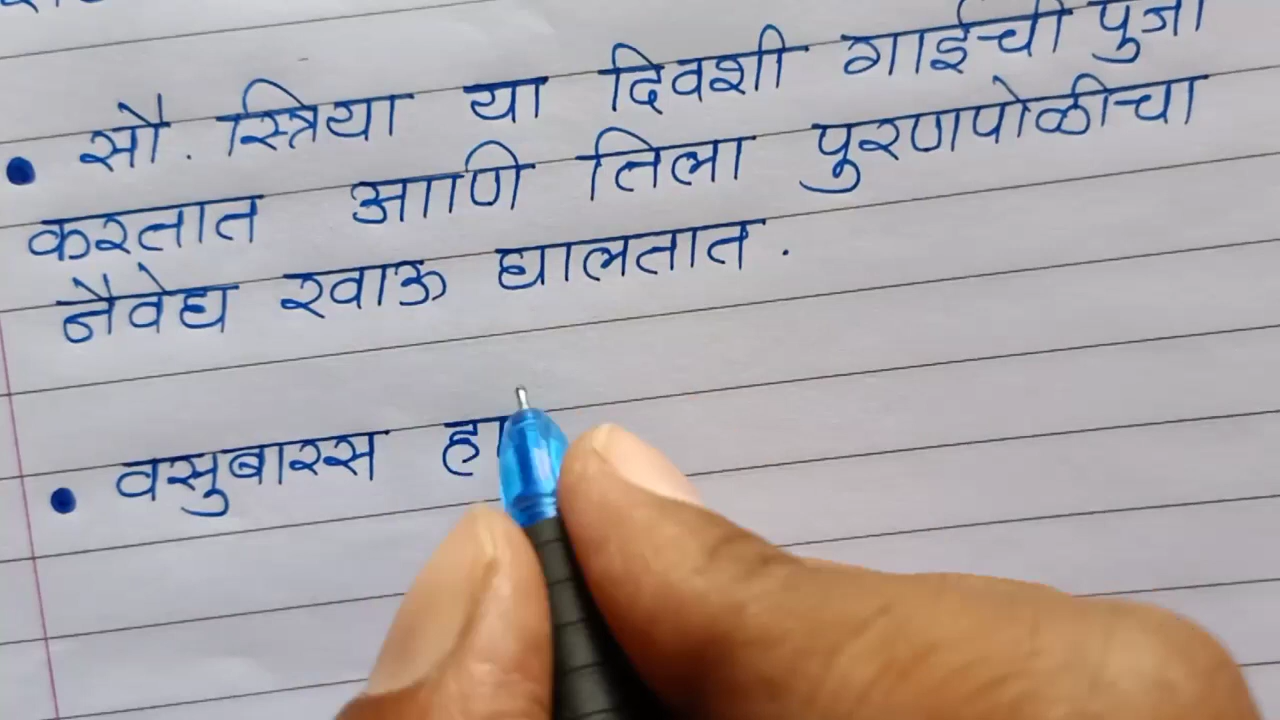 • सौ. स्त्रिया या दिवशी गाईची पुजा
करतात आणि तिला पुरणपोळीचा
नैवेद्य खाऊ घालतात.
• वसुबारस हा